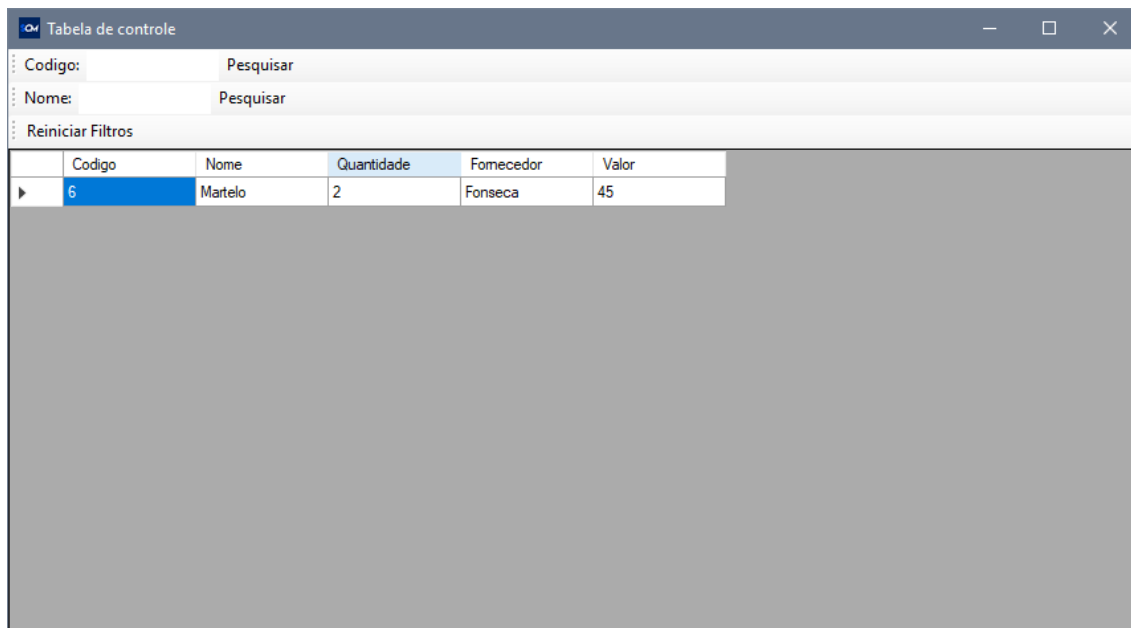 Tabela de controle
Codigo: Pesquisar
Nome: Pesquisar
Reiniciar Filtros
Codigo Nome Quantidade Fornecedor Valor
6 Martelo 2 Fonseca 45